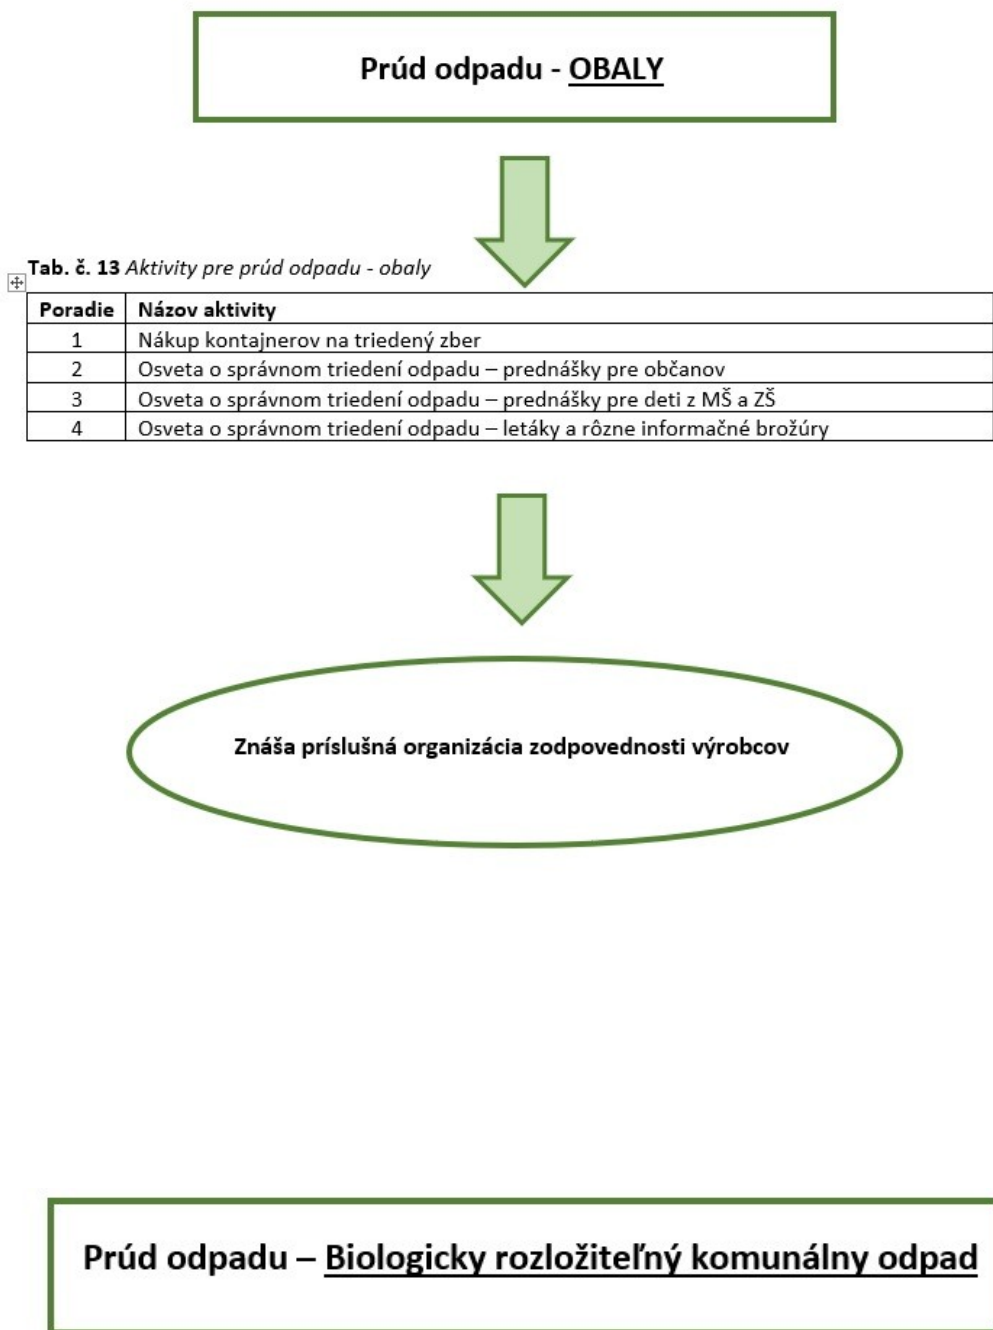 Prúd odpadu - OBALY
Tab. č. 13 Aktivity pre prúd odpadu - obaly
Poradie Názov aktivity
1 Nákup kontajnerov na triedený zber
2 Osveta o správnom triedení odpadu – prednášky pre občanov
3 Osveta o správnom triedení odpadu – prednášky pre deti z MŠ a ZŠ
4 Osveta o správnom triedení odpadu – letáky a rôzne informačné brožúry
Znáša príslušná organizácia zodpovednosti výrobcov
Prúd odpadu – Biologicky rozložiteľný komunálny odpad